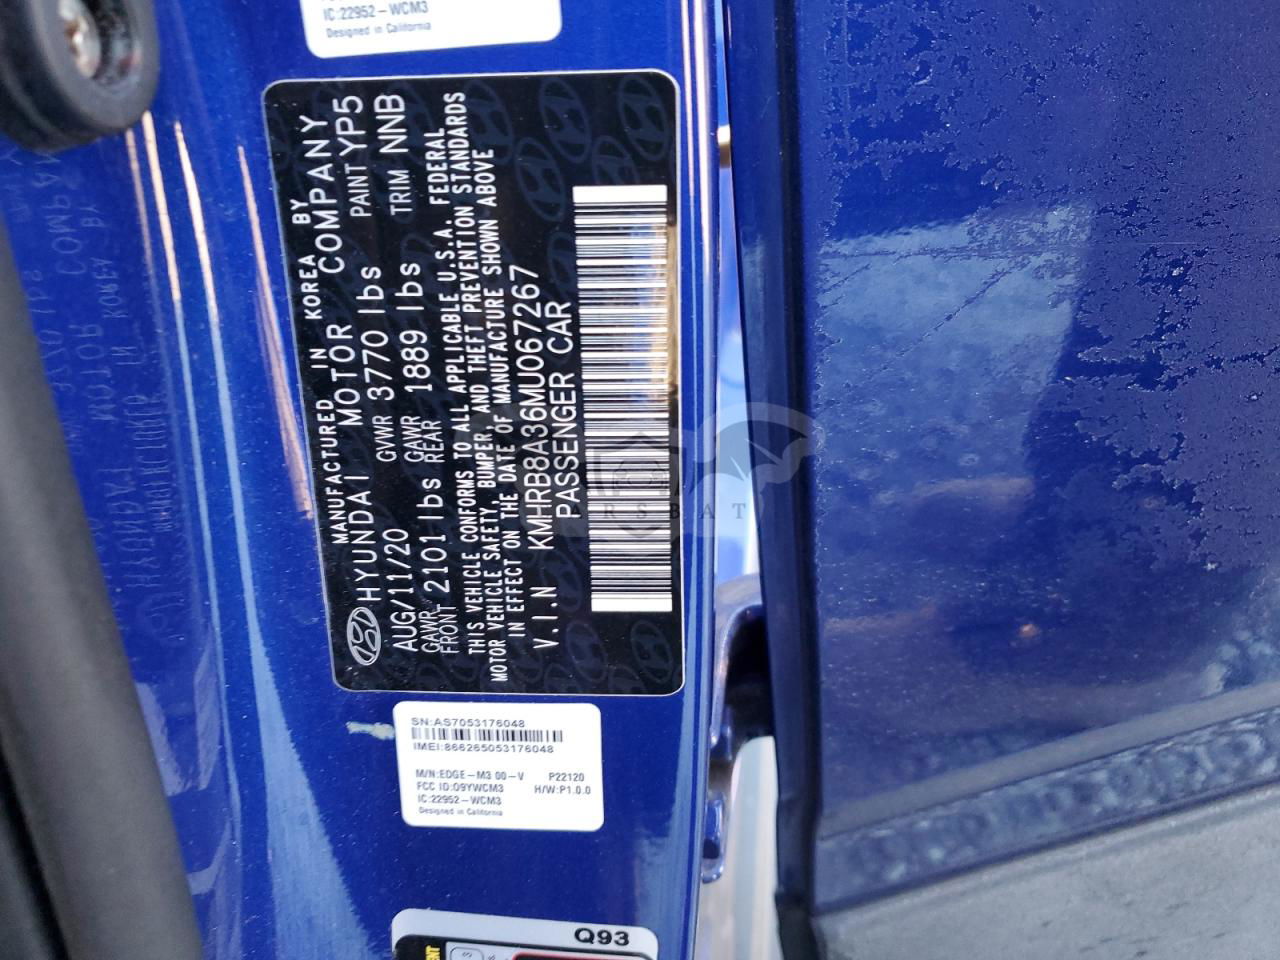 IC:22952-WCM3
Designed in California
MANUFACTURED IN KOREA BY
HYUNDAI MOTOR COMPANY
AUG/11/20 GVWR 3770 lbs PAINT YP5
GAWR FRONT 2101 lbs GAWR REAR 1889 lbs TRIM NNB
THIS VEHICLE CONFORMS TO ALL APPLICABLE U.S.A. FEDERAL
MOTOR VEHICLE SAFETY, BUMPER, AND THEFT PREVENTION STANDARDS
IN EFFECT ON THE DATE OF MANUFACTURE SHOWN ABOVE
V.I.N KMHRB8A36MU067267
PASSENGER CAR
SN:AS7053176048
IMEI:866265053176048
M/N:EDGE-M3 00-V P22120
FCC ID:O9YWCM3 H/W:P1.0.0
IC:22952-WCM3
Designed in California
Q93